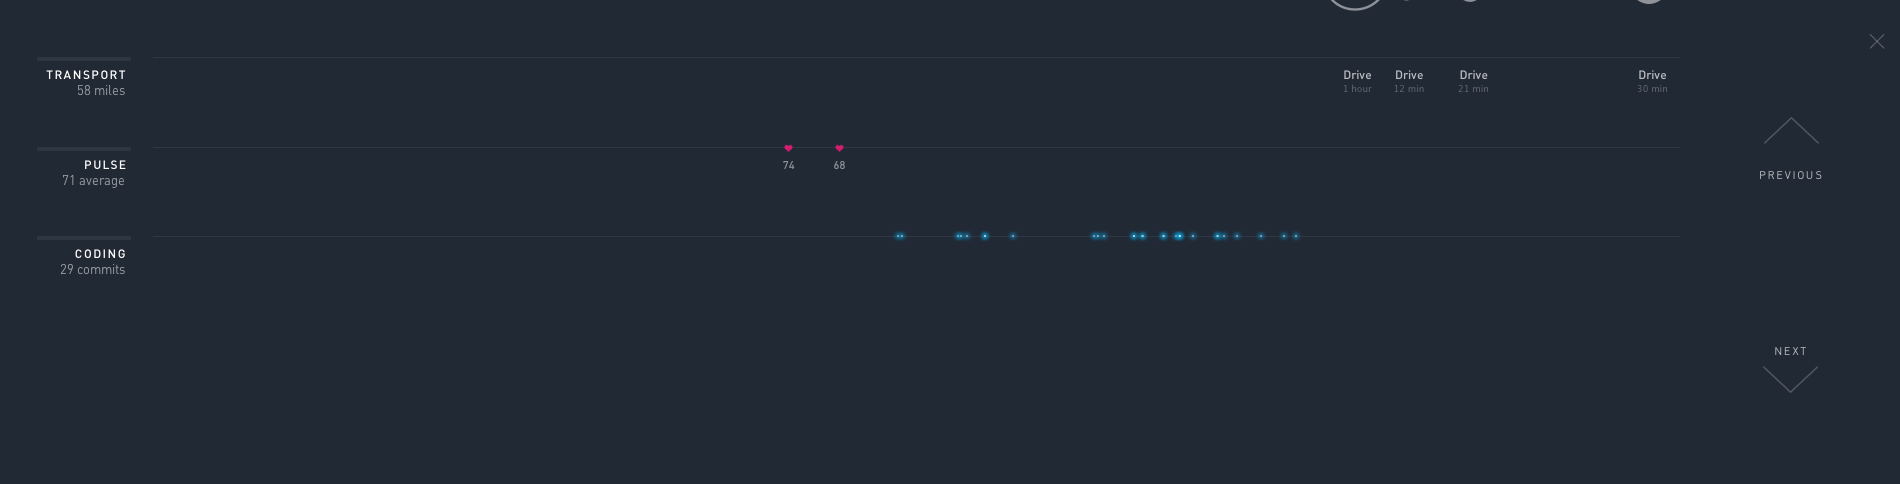 TRANSPORT
58 miles
Drive
1 hour
Drive
12 min
Drive
21 min
Drive
30 min
PULSE
71 average
74
68
PREVIOUS
CODING
29 commits
NEXT